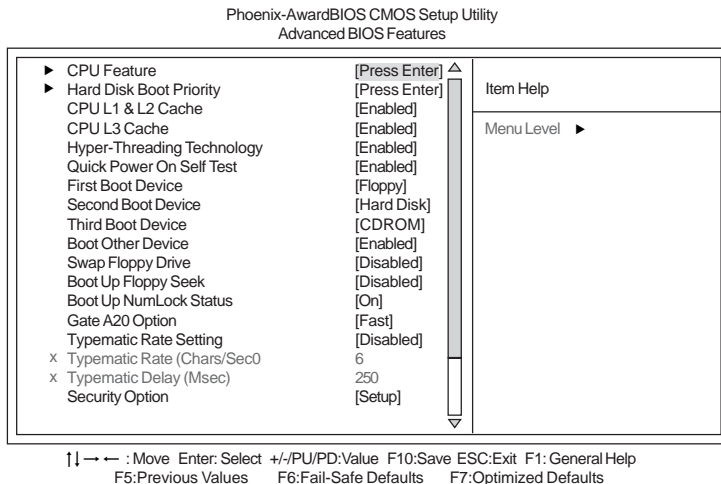 Phoenix-AwardBIOS CMOS Setup Utility
Advanced BIOS Features
► CPU Feature [Press Enter]
► Hard Disk Boot Priority [Press Enter]
CPU L1 & L2 Cache [Enabled]
CPU L3 Cache [Enabled]
Hyper-Threading Technology [Enabled]
Quick Power On Self Test [Enabled]
First Boot Device [Floppy]
Second Boot Device [Hard Disk]
Third Boot Device [CDROM]
Boot Other Device [Enabled]
Swap Floppy Drive [Disabled]
Boot Up Floppy Seek [Disabled]
Boot Up NumLock Status [On]
Gate A20 Option [Fast]
Typematic Rate Setting [Disabled]
x Typematic Rate (Chars/Sec0 6
x Typematic Delay (Msec) 250
Security Option [Setup]
Item Help
Menu Level ►
↑↓→← : Move Enter: Select +/-/PU/PD:Value F10:Save ESC:Exit F1: General Help
F5:Previous Values F6:Fail-Safe Defaults F7:Optimized Defaults